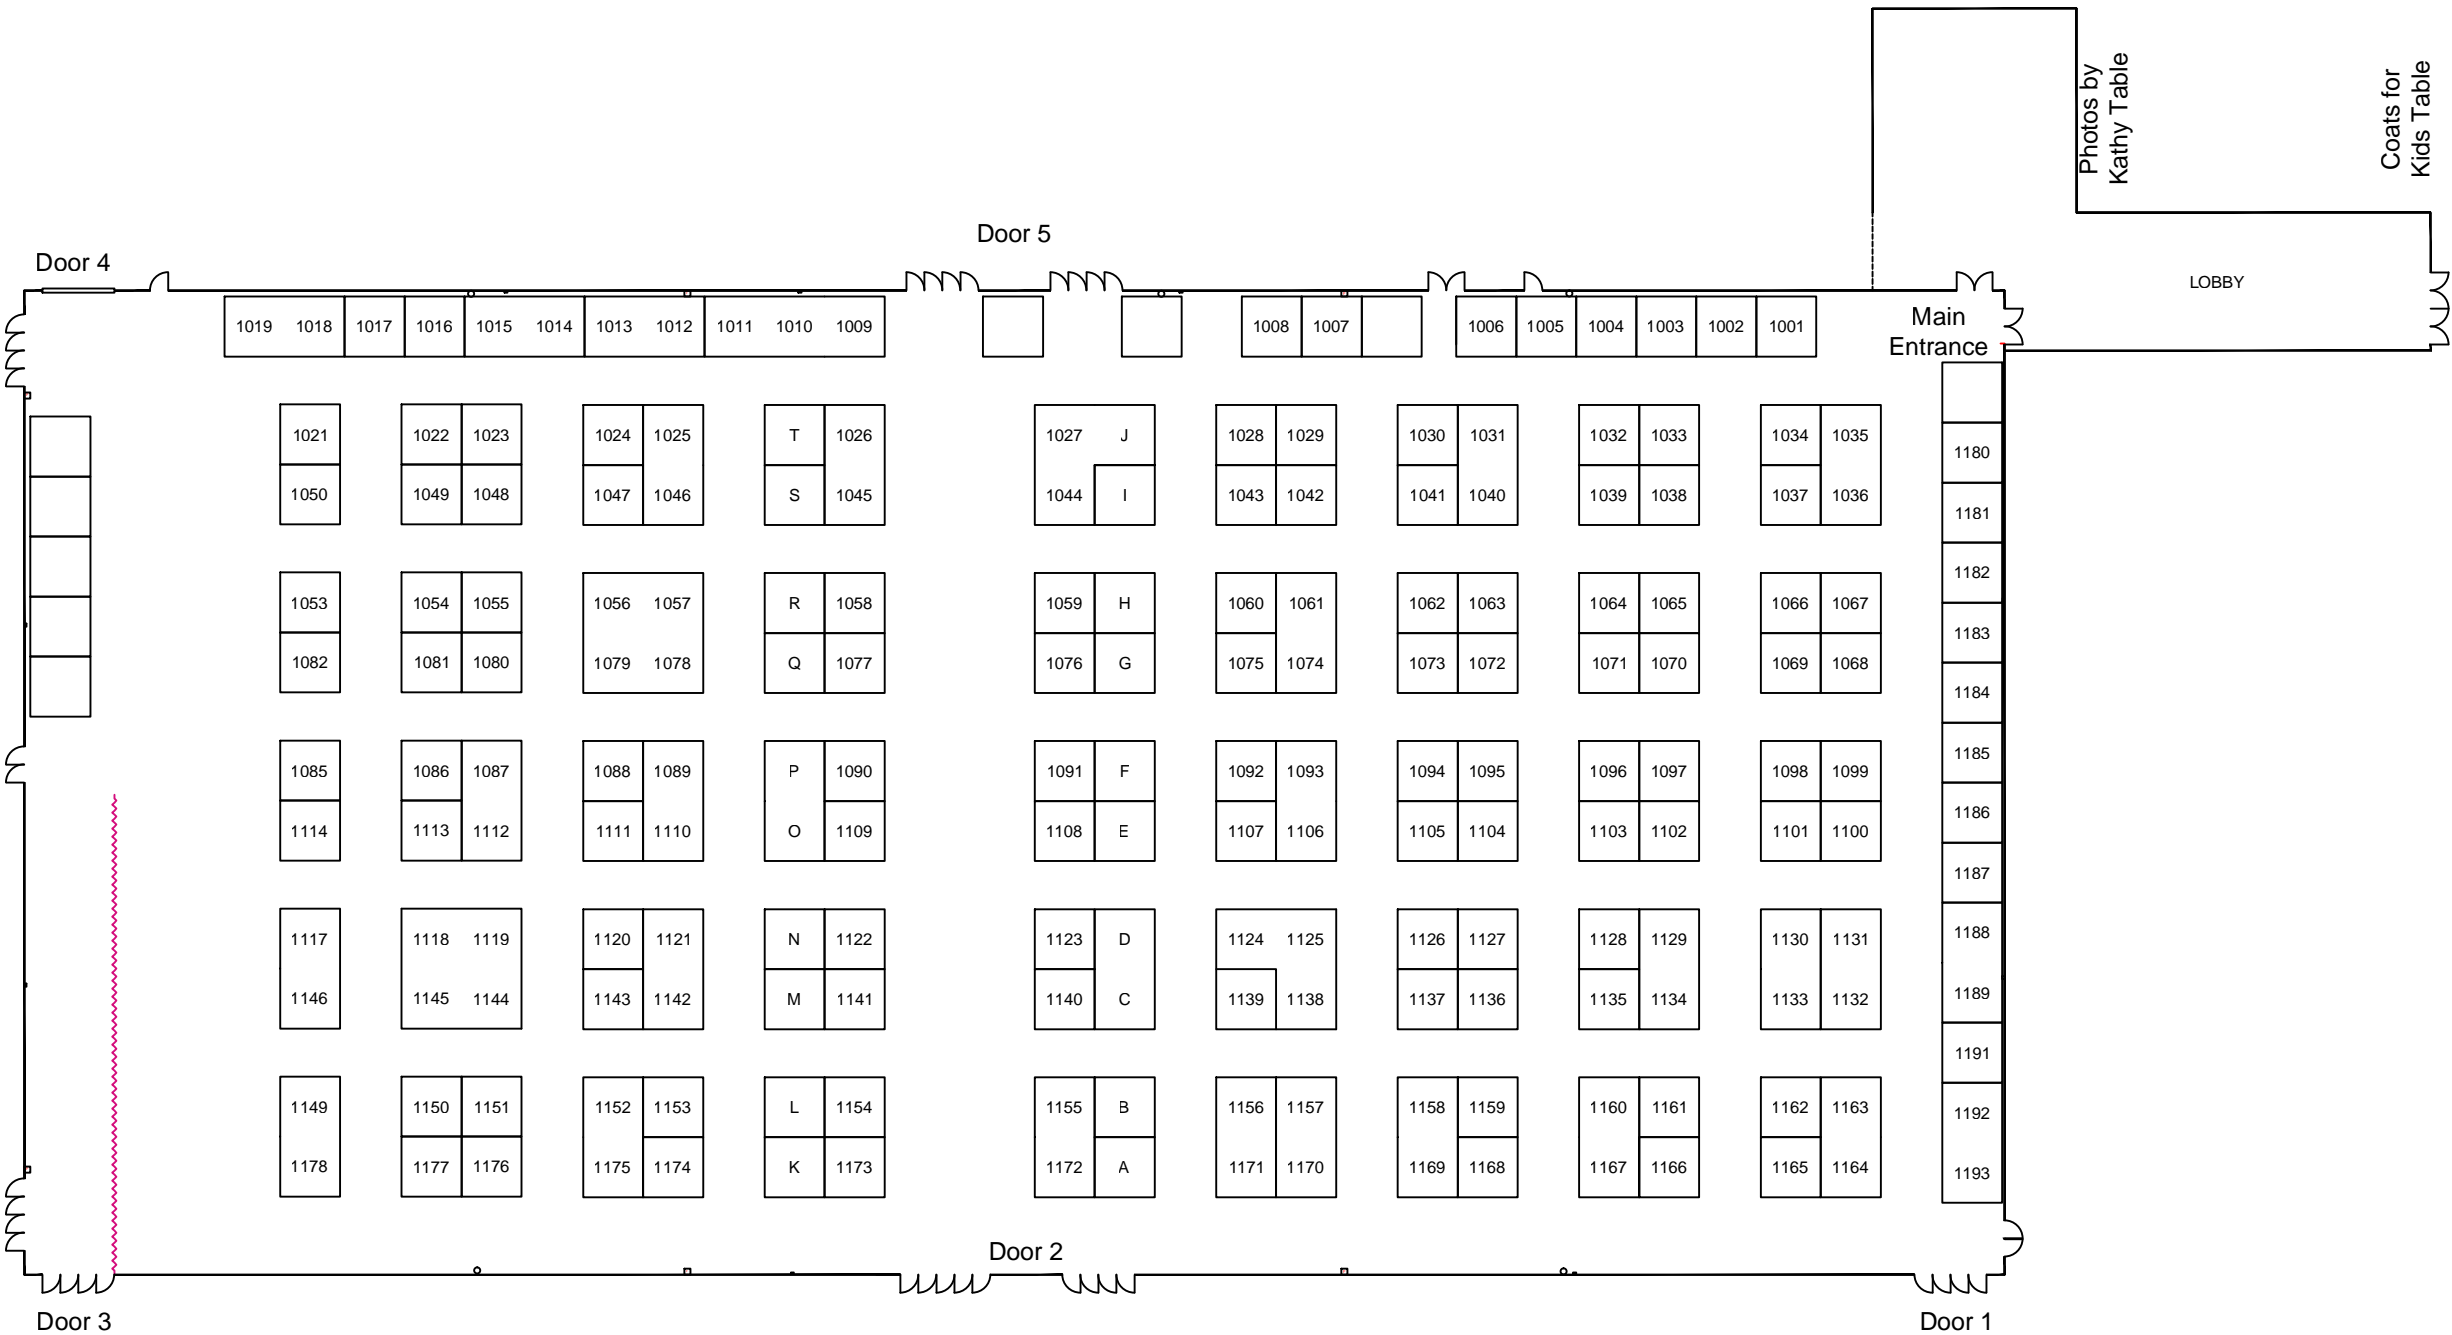 Photos by
Kathy Table
Coats for
Kids Table
Door 5
Door 4
LOBBY
Main
Entrance
1019 1018 1017 1016 1015 1014 1013 1012 1011 1010 1009 1008 1007 1006 1005 1004 1003 1002 1001
1021 1022 1023 1024 1025 T 1026 1027 J 1028 1029 1030 1031 1032 1033 1034 1035
1180
1050 1049 1048 1047 1046 S 1045 1044 I 1043 1042 1041 1040 1039 1038 1037 1036
1181
1182
1053 1054 1055 1056 1057 R 1058 1059 H 1060 1061 1062 1063 1064 1065 1066 1067
1183
1082 1081 1080 1079 1078 Q 1077 1076 G 1075 1074 1073 1072 1071 1070 1069 1068
1184
1185
1085 1086 1087 1088 1089 P 1090 1091 F 1092 1093 1094 1095 1096 1097 1098 1099
1186
1114 1113 1112 1111 1110 O 1109 1108 E 1107 1106 1105 1104 1103 1102 1101 1100
1187
1188
1117 1118 1119 1120 1121 N 1122 1123 D 1124 1125 1126 1127 1128 1129 1130 1131
1189
1146 1145 1144 1143 1142 M 1141 1140 C 1139 1138 1137 1136 1135 1134 1133 1132
1191
1149 1150 1151 1152 1153 L 1154 1155 B 1156 1157 1158 1159 1160 1161 1162 1163
1192
1178 1177 1176 1175 1174 K 1173 1172 A 1171 1170 1169 1168 1167 1166 1165 1164
1193
Door 2
Door 3
Door 1